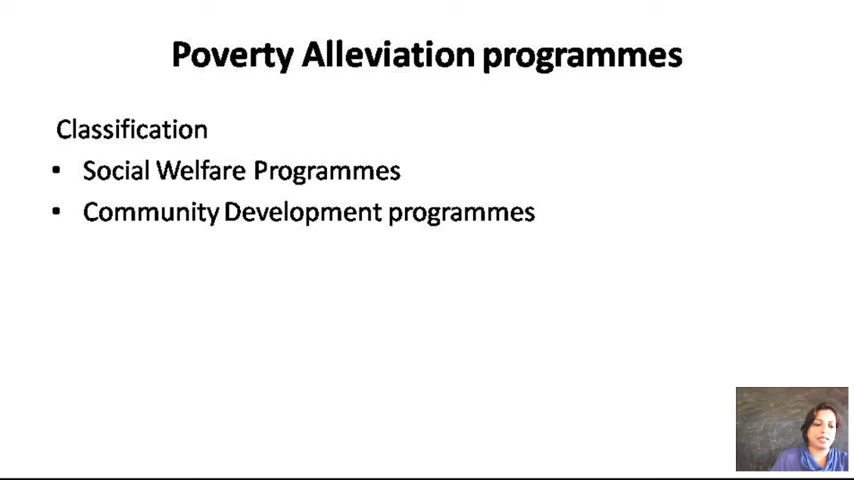 Poverty Alleviation programmes
Classification
▪ Social Welfare Programmes
▪ Community Development programmes